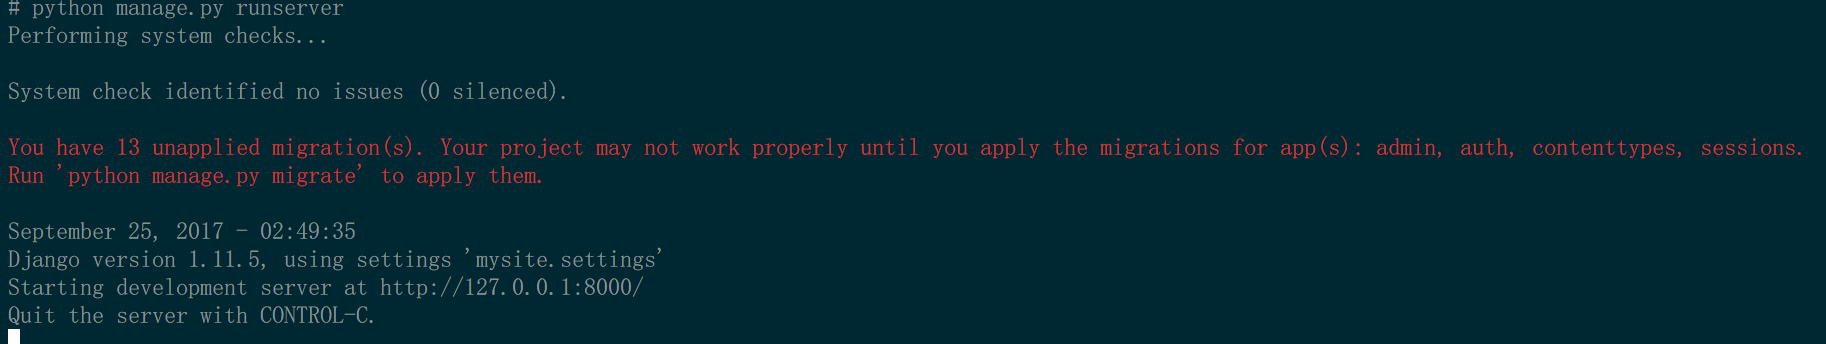 # python manage.py runserver
Performing system checks...
System check identified no issues (0 silenced).
You have 13 unapplied migration(s). Your project may not work properly until you apply the migrations for app(s): admin, auth, contenttypes, sessions.
Run 'python manage.py migrate' to apply them.
September 25, 2017 - 02:49:35
Django version 1.11.5, using settings 'mysite.settings'
Starting development server at http://127.0.0.1:8000/
Quit the server with CONTROL-C.